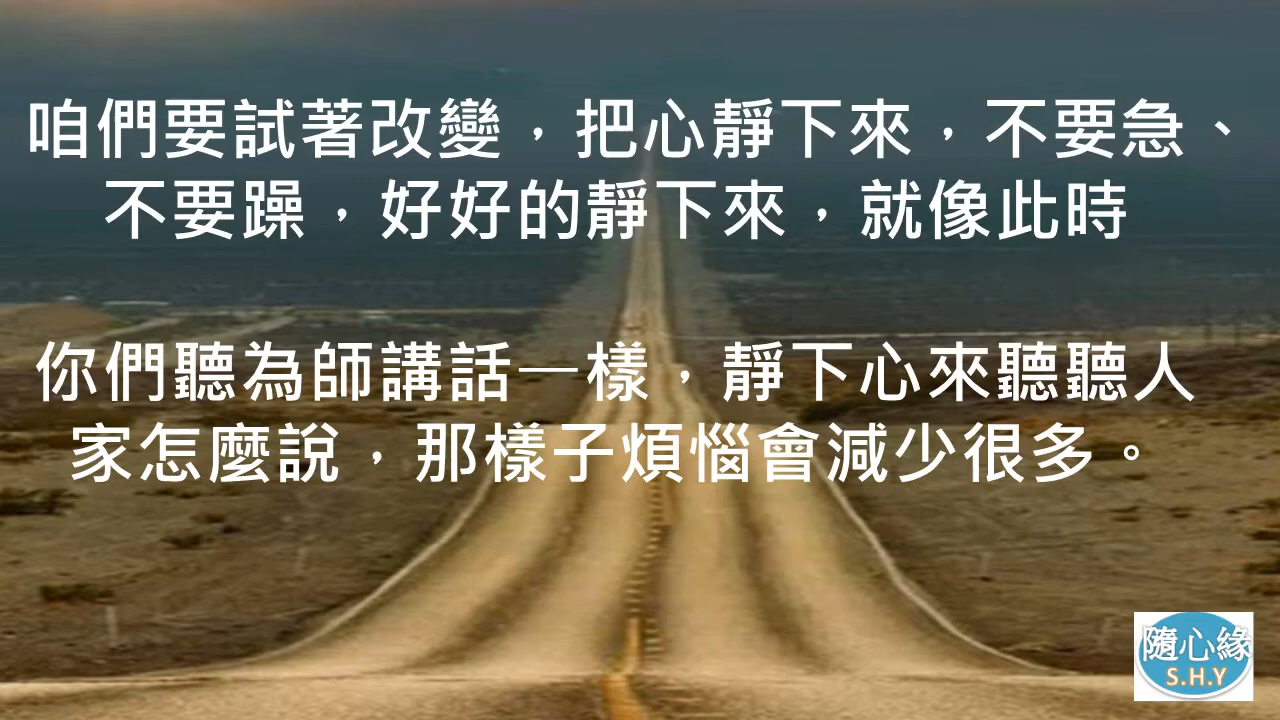 咱們要試著改變，把心靜下來，不要急、
不要躁，好好的靜下來，就像此時
你們聽為師講話一樣，靜下心來聽聽人
家怎麼說，那樣子煩惱會減少很多。
隨心緣
S.H.Y